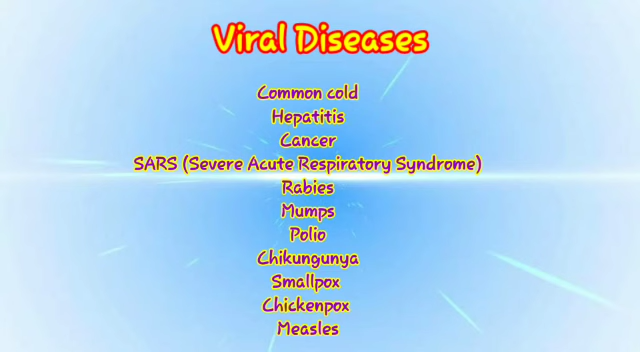 Viral Diseases
Common cold
Hepatitis
Cancer
SARS (Severe Acute Respiratory Syndrome)
Rabies
Mumps
Polio
Chikungunya
Smallpox
Chickenpox
Measles